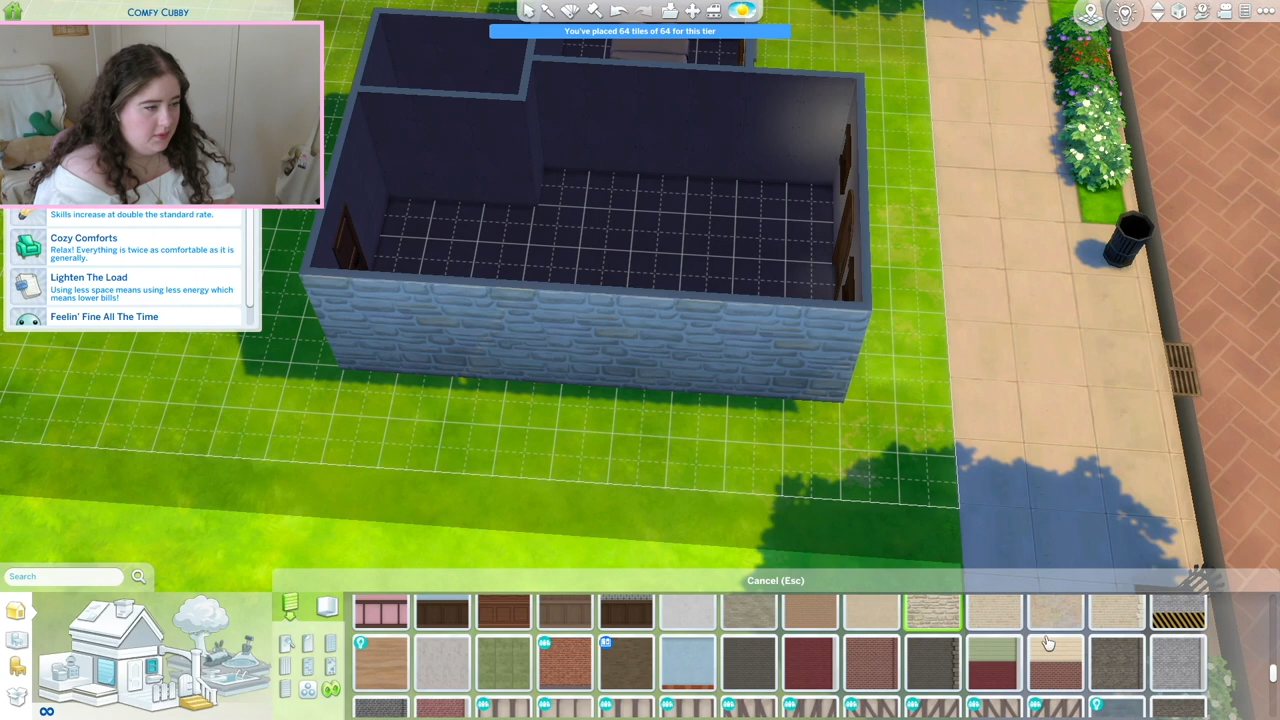 COMFY CUBBY
You've placed 64 tiles of 64 for this tier
Skills increase at double the standard rate.
Cozy Comforts
Relax! Everything is twice as comfortable as it is
generally.
Lighten The Load
Using less space means using less energy which
means lower bills!
Feelin' Fine All The Time
Search
Cancel (Esc)